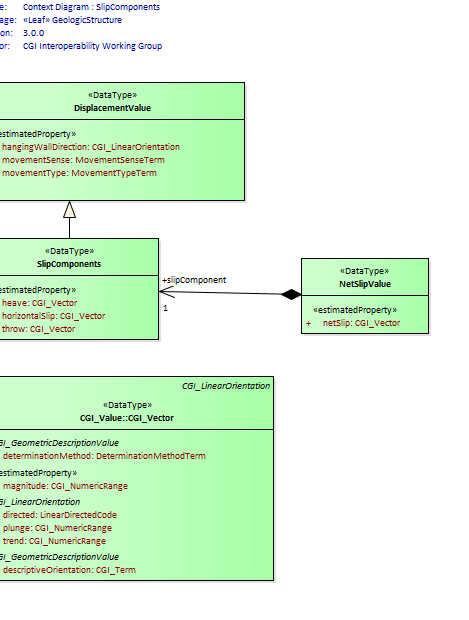 e: Context Diagram : SlipComponents
age: «Leaf» GeologicStructure
on: 3.0.0
or: CGI Interoperability Working Group
«DataType»
DisplacementValue
estimatedProperty»
hangingWallDirection: CGI_LinearOrientation
movementSense: MovementSenseTerm
movementType: MovementTypeTerm
«DataType»
SlipComponents
estimatedProperty»
heave: CGI_Vector
horizontalSlip: CGI_Vector
throw: CGI_Vector
+slipComponent
1
«DataType»
NetSlipValue
«estimatedProperty»
+ netSlip: CGI_Vector
CGI_LinearOrientation
«DataType»
CGI_Value::CGI_Vector
GI_GeometricDescriptionValue
determinationMethod: DeterminationMethodTerm
estimatedProperty»
magnitude: CGI_NumericRange
GI_LinearOrientation
directed: LinearDirectedCode
plunge: CGI_NumericRange
trend: CGI_NumericRange
GI_GeometricDescriptionValue
descriptiveOrientation: CGI_Term